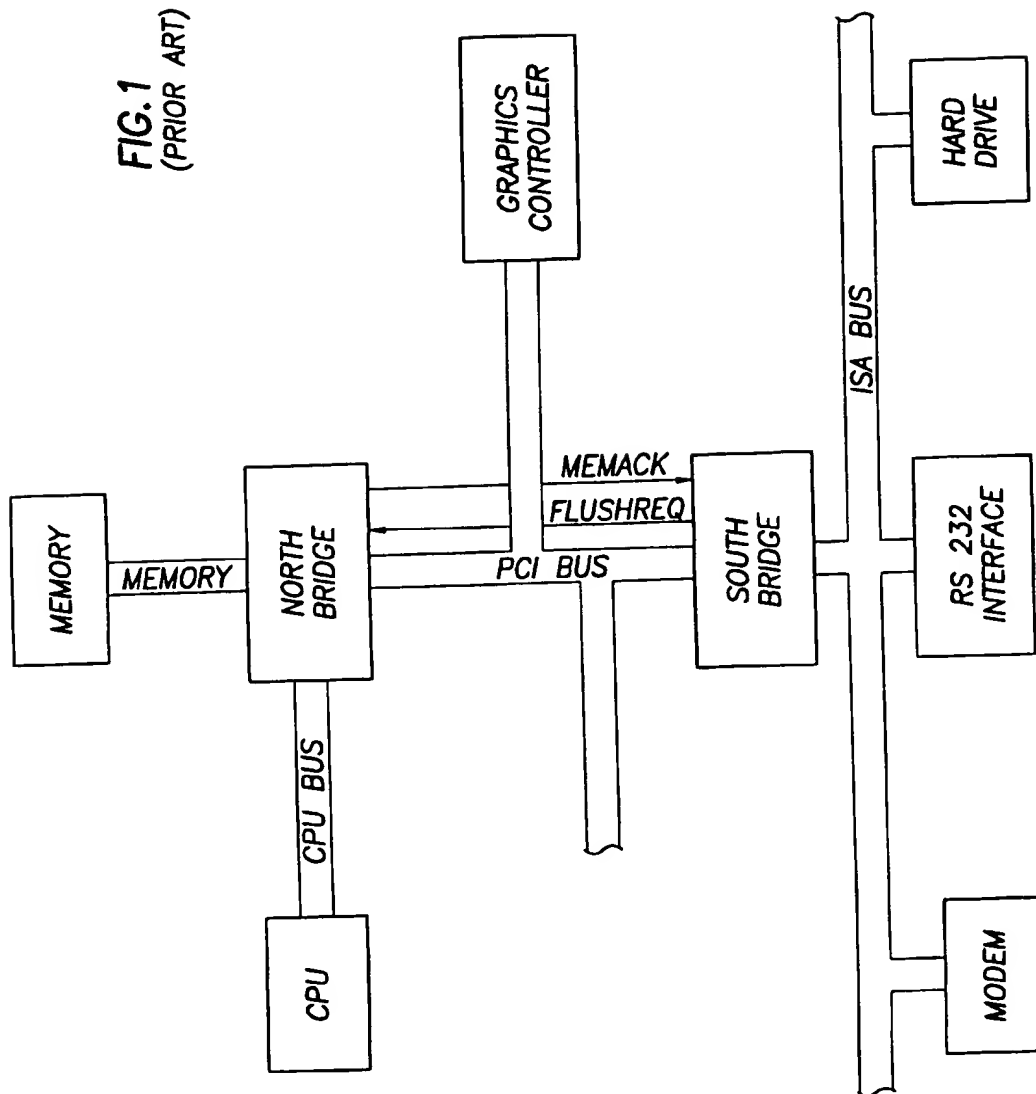 FIG.1
(PRIOR ART)
MEMORY
MEMORY
CPU
CPU BUS
NORTH
BRIDGE
GRAPHICS
CONTROLLER
MEMACK
FLUSHREQ
PCI BUS
SOUTH
BRIDGE
ISA BUS
MODEM
RS 232
INTERFACE
HARD
DRIVE